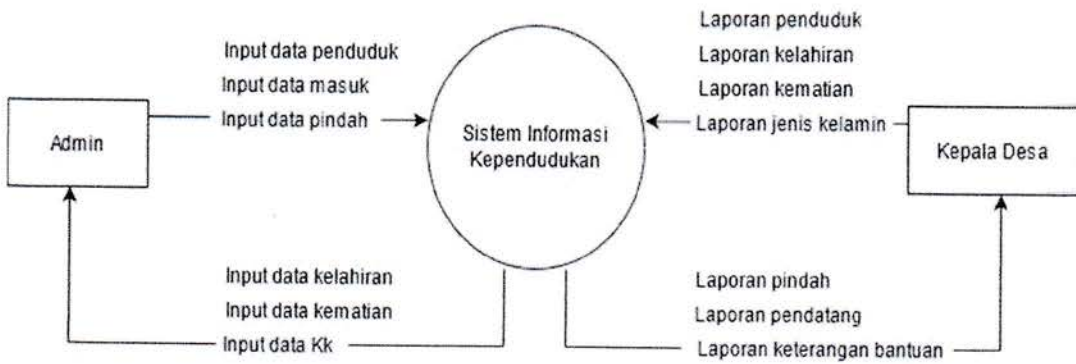 Input data penduduk
Input data masuk
Input data pindah
Admin
Sistem Informasi
Kependudukan
Laporan penduduk
Laporan kelahiran
Laporan kematian
Laporan jenis kelamin
Kepala Desa
Input data kelahiran
Input data kematian
Input data Kk
Laporan pindah
Laporan pendatang
Laporan keterangan bantuan